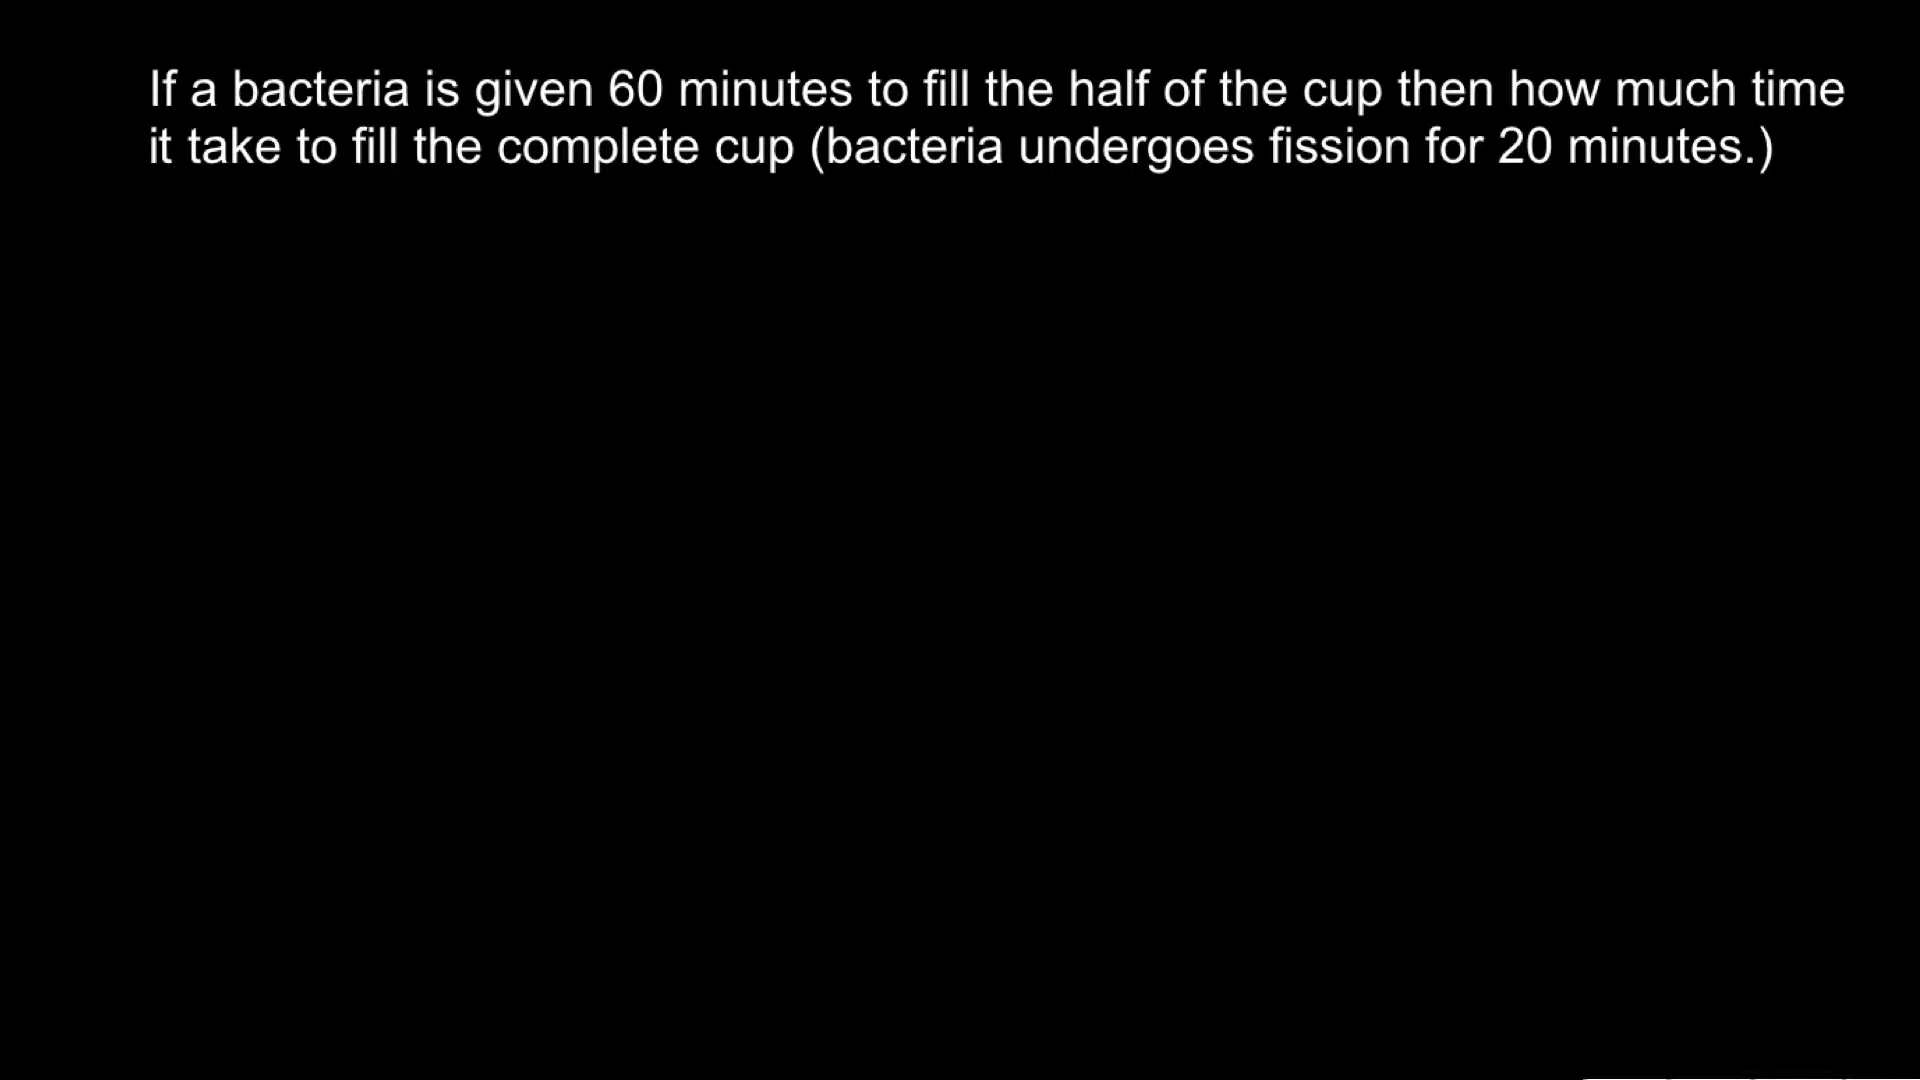 If a bacteria is given 60 minutes to fill the half of the cup then how much time
it take to fill the complete cup (bacteria undergoes fission for 20 minutes.)